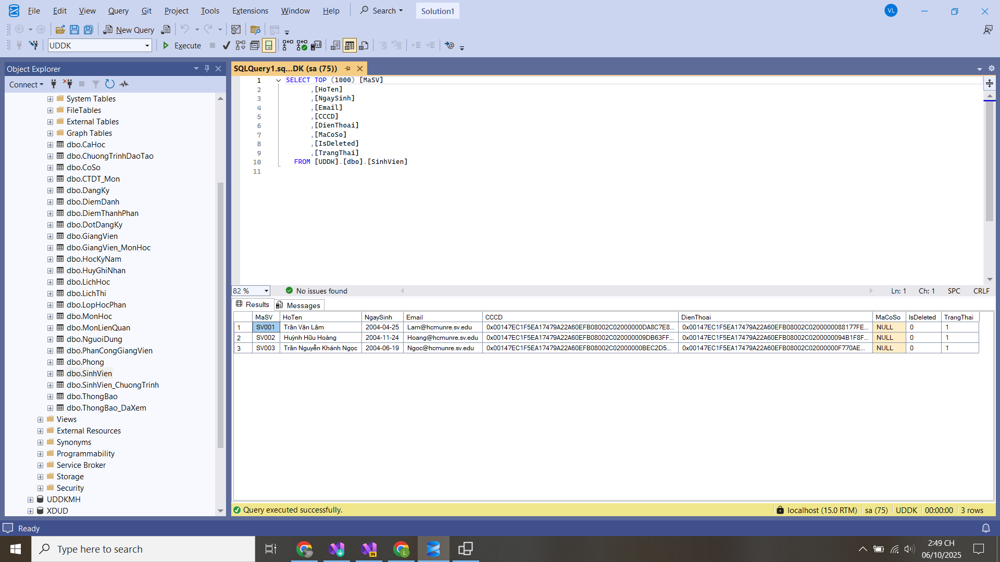 File Edit View Query Git Project Tools Extensions Window Help Search Solution1 VL
New Query
UDDK Execute
Object Explorer
Connect
System Tables
FileTables
External Tables
Graph Tables
dbo.CaHoc
dbo.ChuongTrinhDaoTao
dbo.CoSo
dbo.CTDT_Mon
dbo.DangKy
dbo.DiemDanh
dbo.DiemThanhPhan
dbo.DotDangKy
dbo.GiangVien
dbo.GiangVien_MonHoc
dbo.HocKyNam
dbo.HuyGhiNhan
dbo.LichHoc
dbo.LichThi
dbo.LopHocPhan
dbo.MonHoc
dbo.MonLienQuan
dbo.NguoiDung
dbo.PhanCongGiangVien
dbo.Phong
dbo.SinhVien
dbo.SinhVien_ChuongTrinh
dbo.ThongBao
dbo.ThongBao_DaXem
Views
External Resources
Synonyms
Programmability
Service Broker
Storage
Security
UDDKMH
XDUD
SQLQuery1.sq...DK (sa (75))
1 SELECT TOP (1000) [MaSV]
2 ,[HoTen]
3 ,[NgaySinh]
4 ,[Email]
5 ,[CCCD]
6 ,[DienThoai]
7 ,[MaCoSo]
8 ,[IsDeleted]
9 ,[TrangThai]
10 FROM [UDDK].[dbo].[SinhVien]
11
82 % No issues found Ln: 1 Ch: 1 SPC CRLF
Results Messages
MaSV HoTen NgaySinh Email CCCD DienThoai MaCoSo IsDeleted TrangThai
1 SV001 Trần Văn Lâm 2004-04-25 Lam@hcmunre.sv.edu 0x00147EC1F5EA17479A22A60EFB08002C02000000DA8C7E8... 0x00147EC1F5EA17479A22A60EFB08002C0200000088177FE... NULL 0 1
2 SV002 Huỳnh Hữu Hoàng 2004-11-24 Hoang@hcmunre.sv.edu 0x00147EC1F5EA17479A22A60EFB08002C020000009DB63FF... 0x00147EC1F5EA17479A22A60EFB08002C0200000094B1F8F... NULL 0 1
3 SV003 Trần Nguyễn Khánh Ngọc 2004-06-19 Ngoc@hcmunre.sv.edu 0x00147EC1F5EA17479A22A60EFB08002C02000000BEC2D5... 0x00147EC1F5EA17479A22A60EFB08002C02000000F770AE... NULL 0 1
Query executed successfully. localhost (15.0 RTM) sa (75) UDDK 00:00:00 3 rows
Ready
Type here to search
2:49 CH
06/10/2025